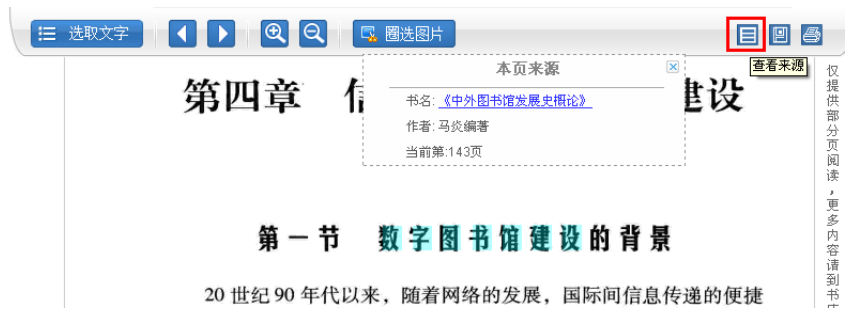 选取文字
圈选图片
查看来源
本页来源
书名:《中外图书馆发展史概论》
作者:马炎编著
当前第:143页
第四章
建设
第一节 数字图书馆建设的背景
20世纪90年代以来，随着网络的发展，国际间信息传递的便捷
仅提供部分页阅读，更多内容请到书